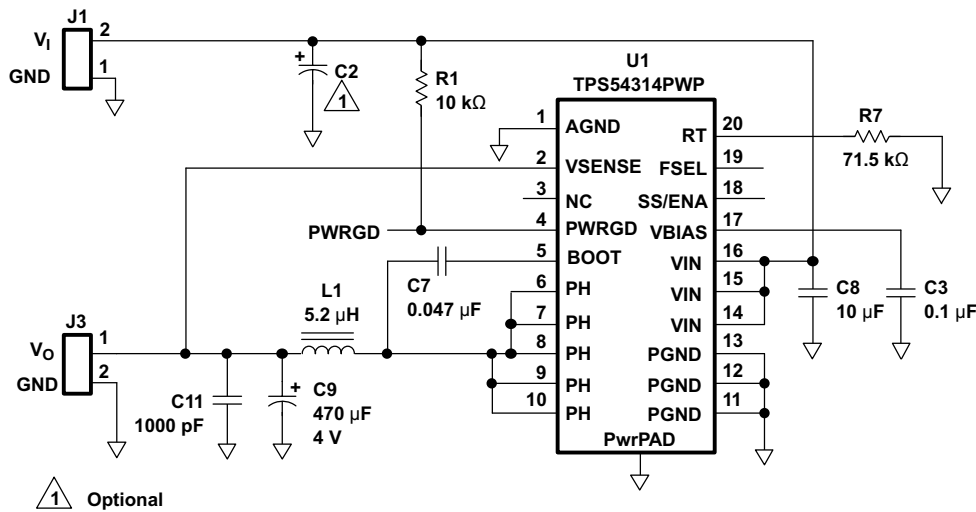 J1
V_I
2
GND
1
+
C2
1
R1
10 kΩ
U1
TPS54314PWP
1
AGND
2
VSENSE
3
NC
PWRGD
4
PWRGD
5
BOOT
6
PH
7
PH
8
PH
9
PH
10
PH
PwrPAD
20
RT
19
FSEL
18
SS/ENA
17
VBIAS
16
VIN
15
VIN
14
VIN
13
PGND
12
PGND
11
PGND
R7
71.5 kΩ
C8
10 µF
C3
0.1 µF
C7
0.047 µF
L1
5.2 µH
J3
V_O
1
GND
2
C11
1000 pF
+
C9
470 µF
4 V
1 Optional